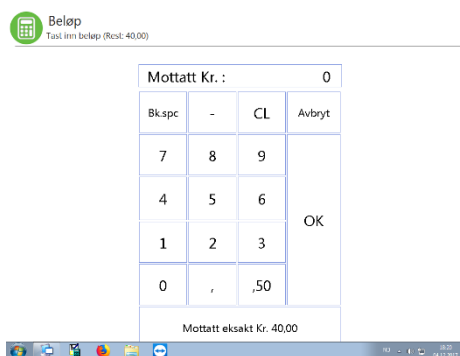 Beløp
Tast inn beløp (Rest: 40,00)
Mottatt Kr. : 0
Bk.spc - CL Avbryt
7 8 9
4 5 6
OK
1 2 3
0 , ,50
Mottatt eksakt Kr. 40,00
NO